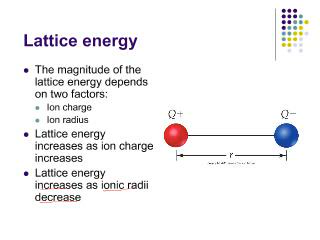 Lattice energy
The magnitude of the
lattice energy depends
on two factors:
Ion charge
Ion radius
Lattice energy
increases as ion charge
increases
Lattice energy
increases as ionic radii
decrease
Q+
Q−
r